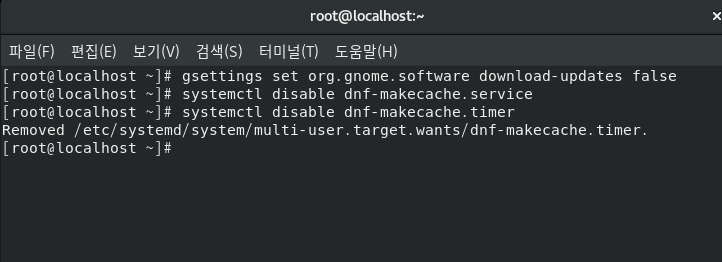 root@localhost:~
파일(F) 편집(E) 보기(V) 검색(S) 터미널(T) 도움말(H)
[root@localhost ~]# gsettings set org.gnome.software download-updates false
[root@localhost ~]# systemctl disable dnf-makecache.service
[root@localhost ~]# systemctl disable dnf-makecache.timer
Removed /etc/systemd/system/multi-user.target.wants/dnf-makecache.timer.
[root@localhost ~]#